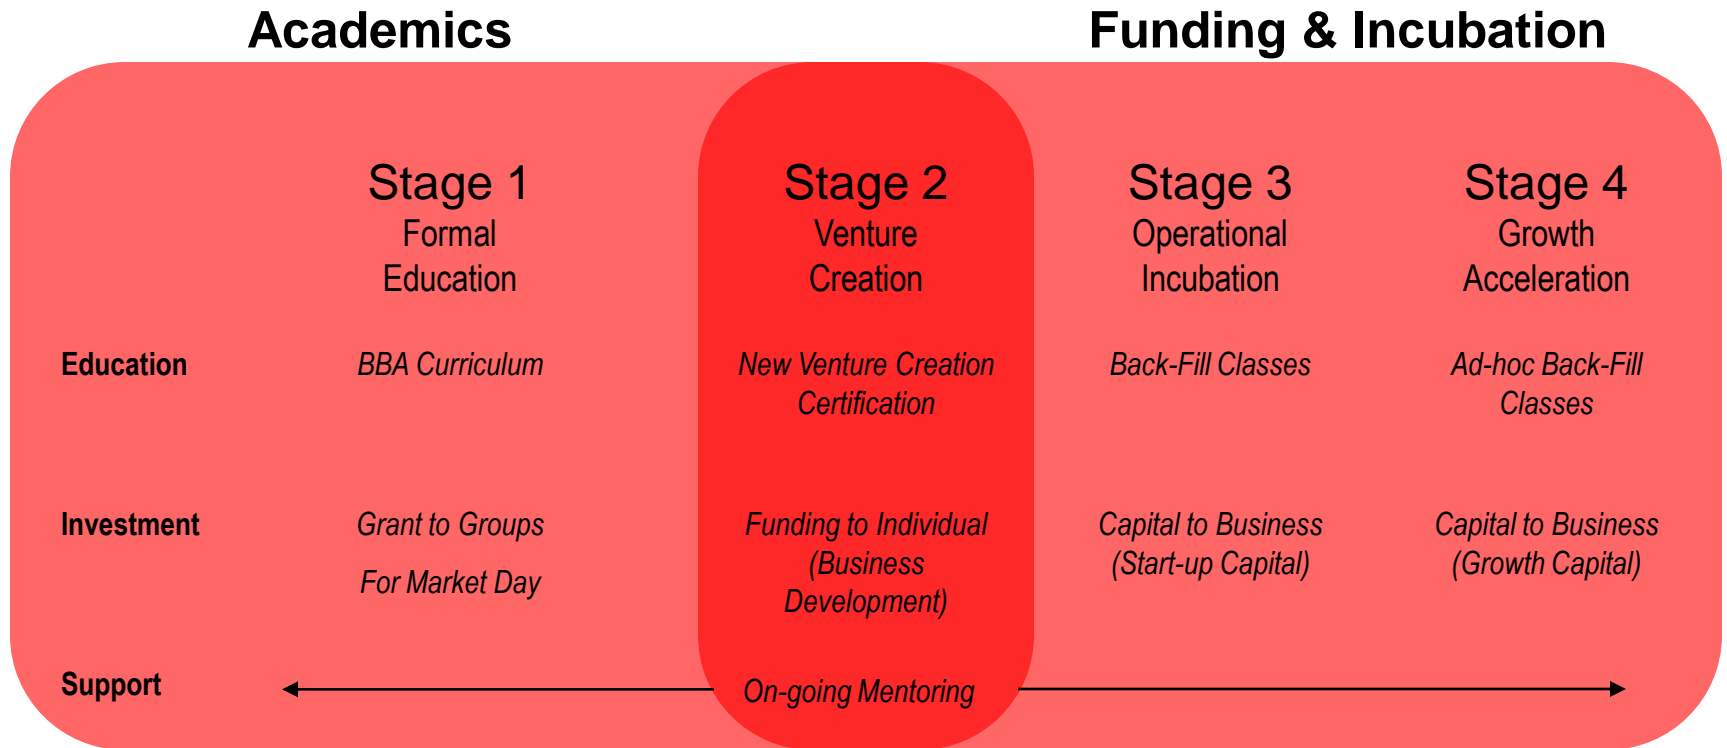 Academics
Funding & Incubation
Stage 1
Formal
Education
Stage 2
Venture
Creation
Stage 3
Operational
Incubation
Stage 4
Growth
Acceleration
Education
BBA Curriculum
New Venture Creation
Certification
Back-Fill Classes
Ad-hoc Back-Fill
Classes
Investment
Grant to Groups
For Market Day
Funding to Individual
(Business
Development)
Capital to Business
(Start-up Capital)
Capital to Business
(Growth Capital)
Support
On-going Mentoring